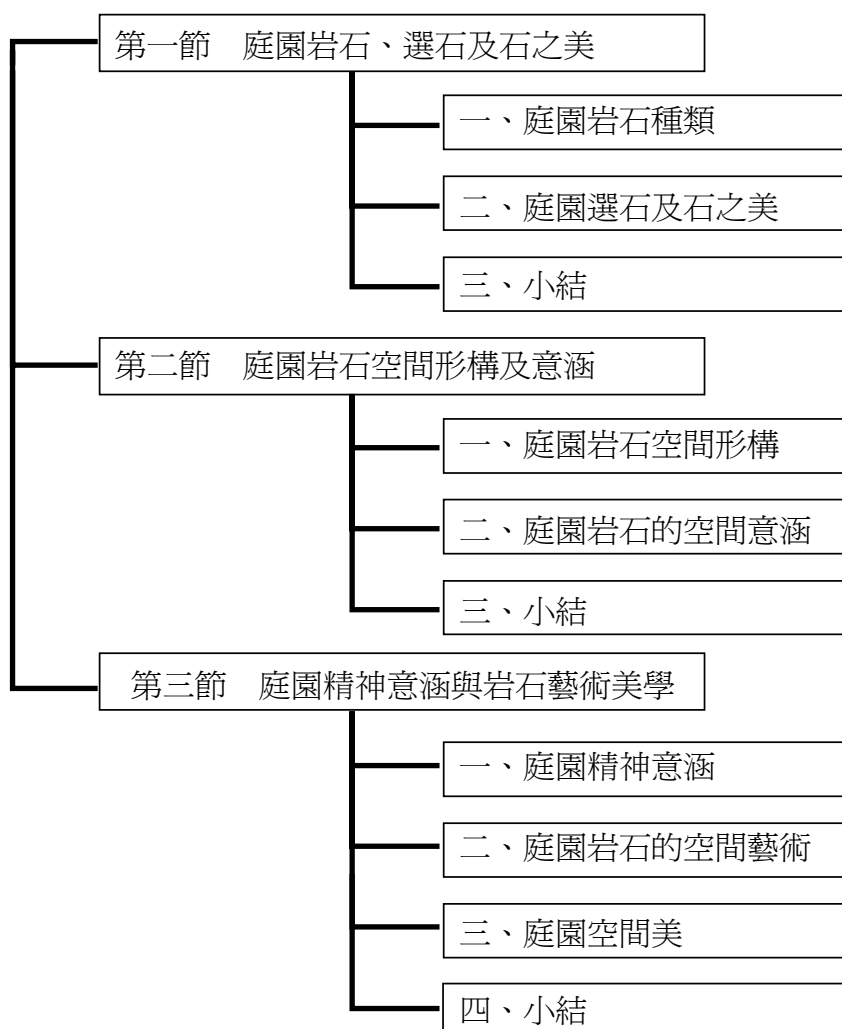 第一節　庭園岩石、選石及石之美
一、庭園岩石種類
二、庭園選石及石之美
三、小結
第二節　庭園岩石空間形構及意涵
一、庭園岩石空間形構
二、庭園岩石的空間意涵
三、小結
第三節　庭園精神意涵與岩石藝術美學
一、庭園精神意涵
二、庭園岩石的空間藝術
三、庭園空間美
四、小結